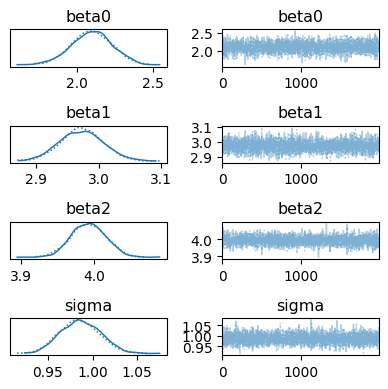 beta0 beta0
2.5
2.0
2.0 2.5 0 1000
beta1 beta1
3.1
3.0
2.9
2.9 3.0 3.1 0 1000
beta2 beta2
4.0
3.9
3.9 4.0 0 1000
sigma sigma
1.05
1.00
0.95
0.95 1.00 1.05 0 1000